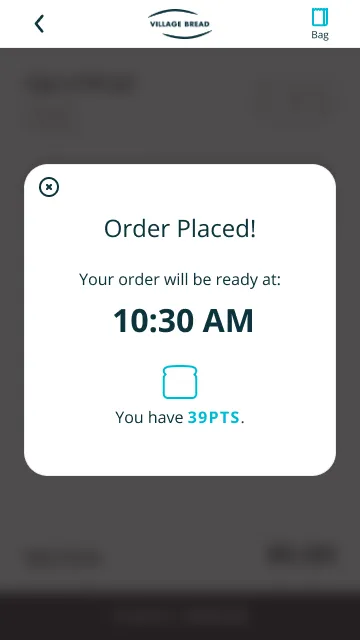 VILLAGE BREAD
Bag
Order Placed!
Your order will be ready at:
10:30 AM
You have 39PTS.